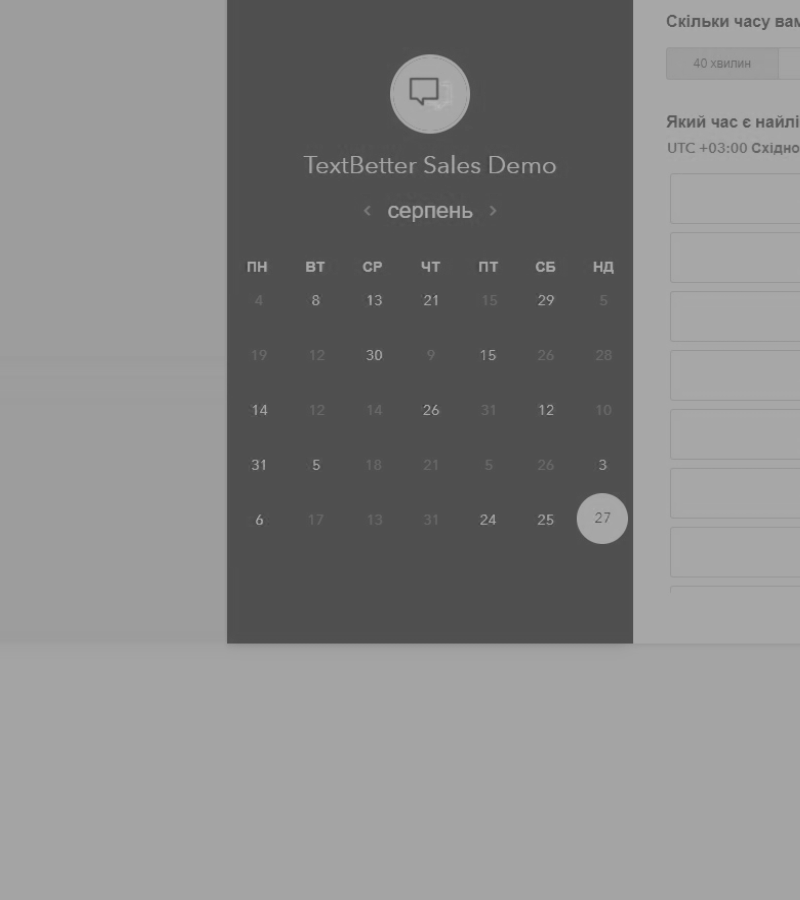 TextBetter Sales Demo
серпень
ПН ВТ СР ЧТ ПТ СБ НД
4 8 13 21 15 29 5
19 12 30 9 15 26 28
14 12 14 26 31 12 10
31 5 18 21 5 26 3
6 17 13 31 24 25 27
Скільки часу вам
40 хвилин
Який час є найлі
UTC +03:00 Східно